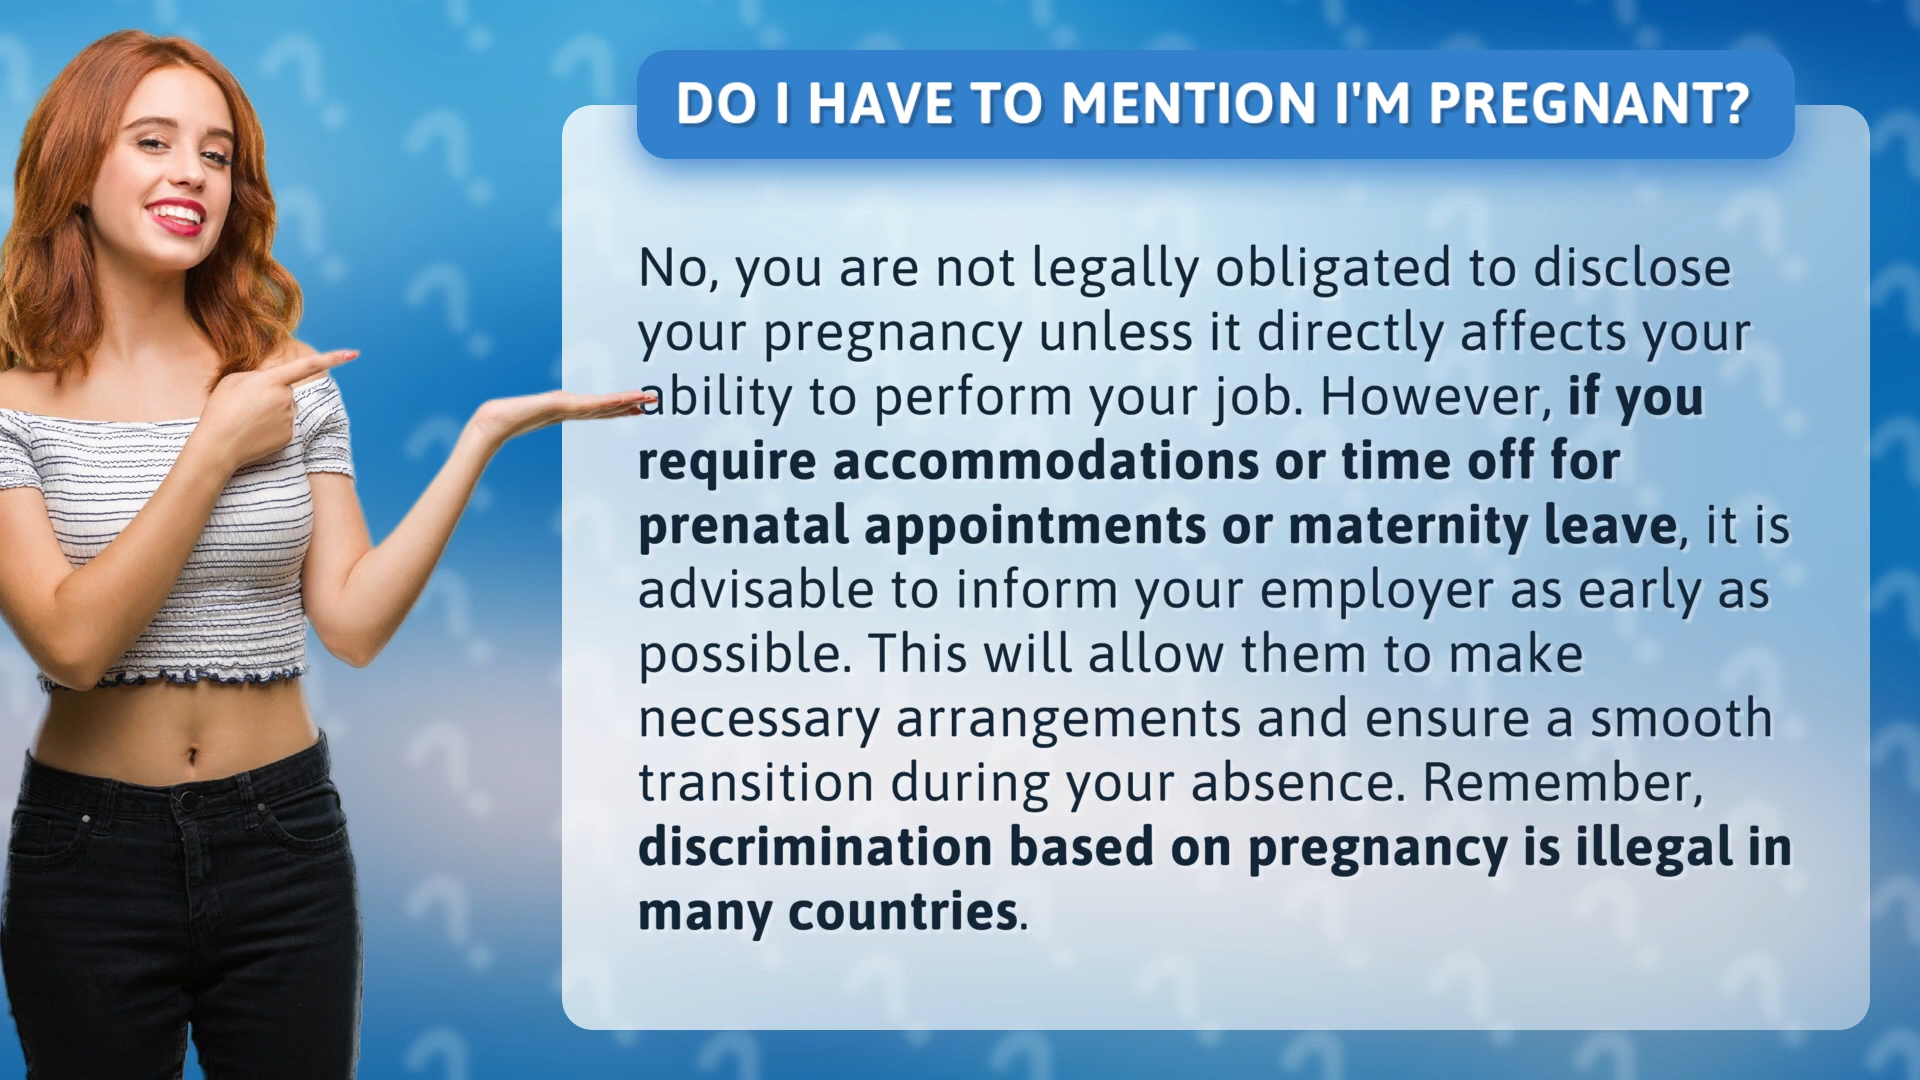 DO I HAVE TO MENTION I'M PREGNANT?
No, you are not legally obligated to disclose
your pregnancy unless it directly affects your
ability to perform your job. However, if you
require accommodations or time off for
prenatal appointments or maternity leave, it is
advisable to inform your employer as early as
possible. This will allow them to make
necessary arrangements and ensure a smooth
transition during your absence. Remember,
discrimination based on pregnancy is illegal in
many countries.